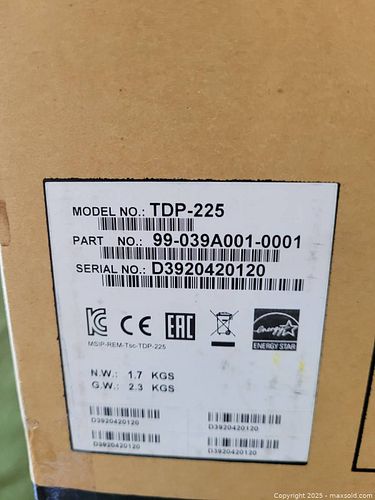 MODEL NO.: TDP-225
PART NO.: 99-039A001-0001
SERIAL NO.: D3920420120
KC CE EAC energy ENERGY STAR
MSIP-REM-Tsc-TDP-225
N.W.: 1.7 KGS
G.W.: 2.3 KGS
D3920420120 D3920420120
D3920420120 D3920420120
Copyright 2025 - maxsold.com